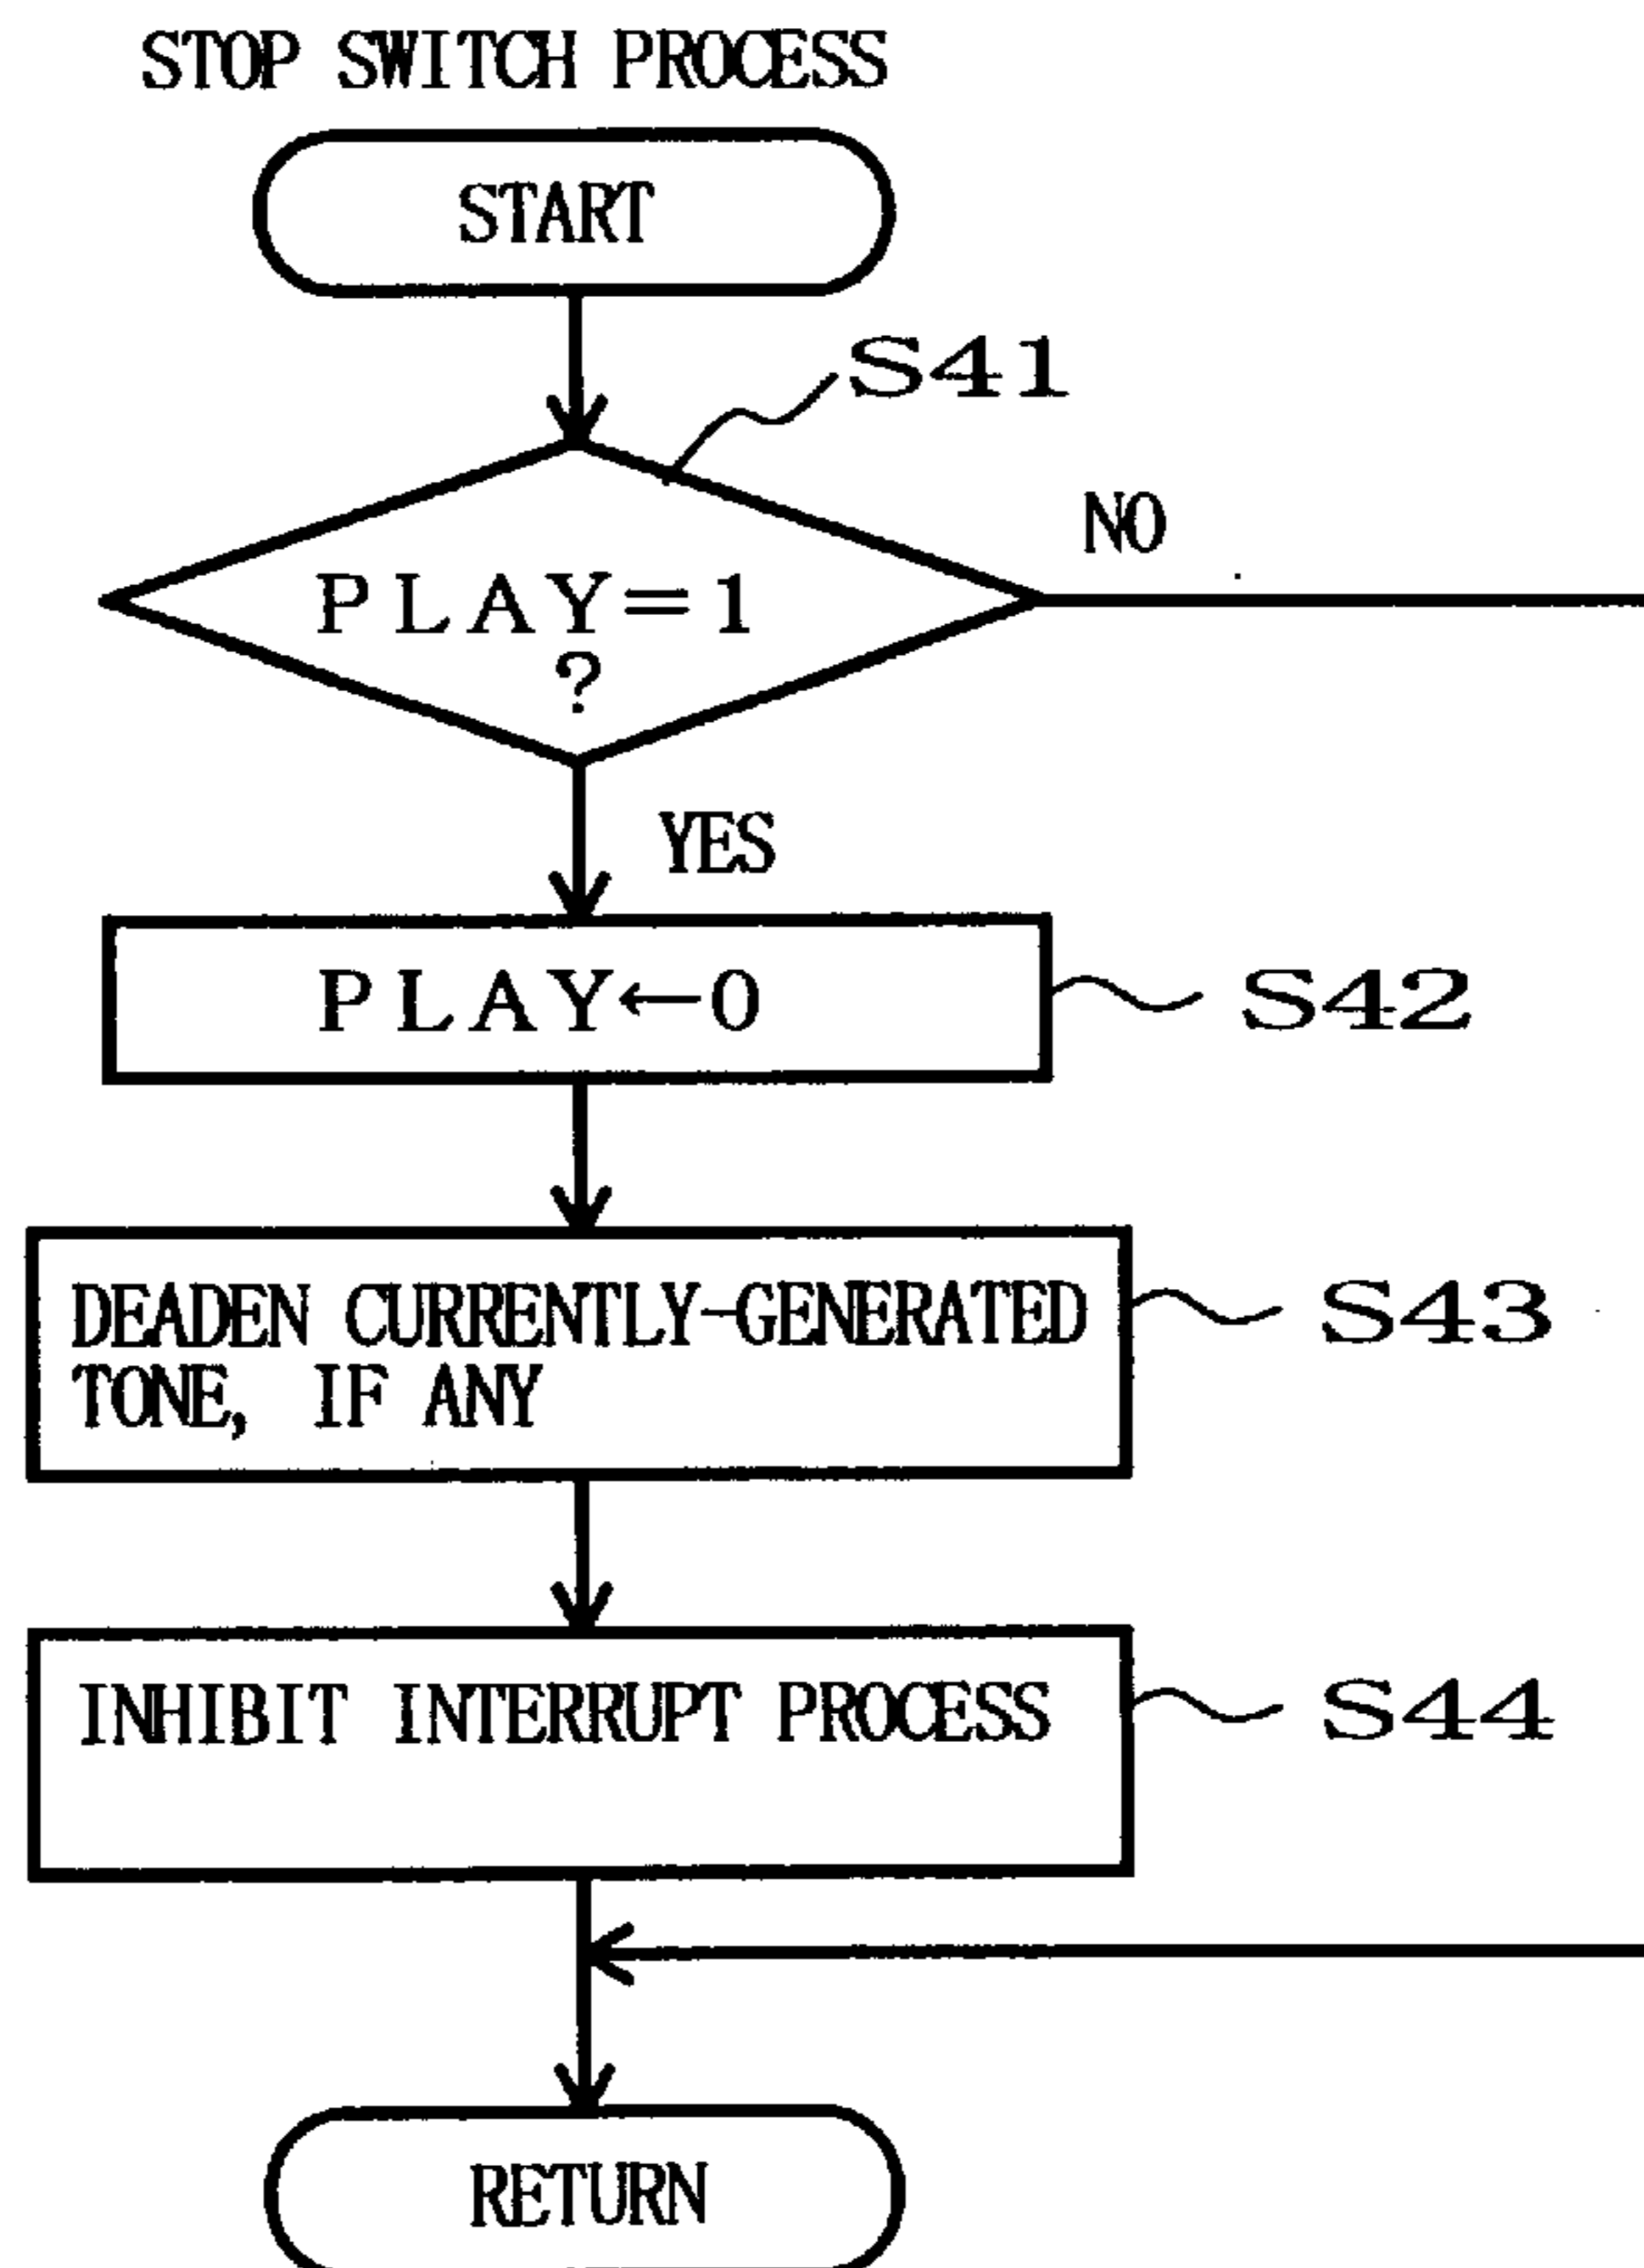 STOP SWITCH PROCESS
START
S41
NO
PLAY=1
?
YES
PLAY←0
S42
DEADEN CURRENTLY-GENERATED
TONE, IF ANY
S43
INHIBIT INTERRUPT PROCESS
S44
RETURN